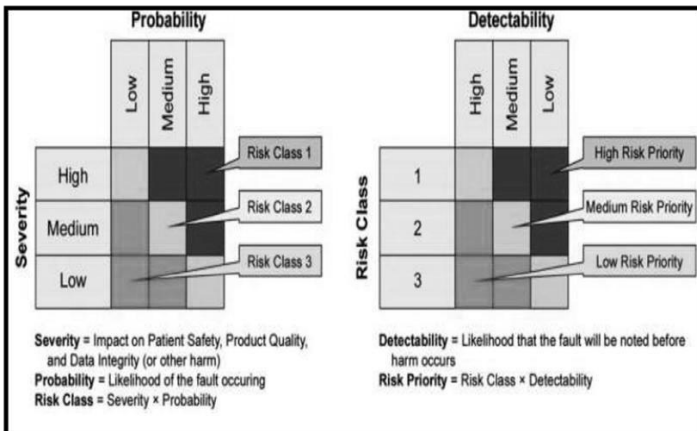 Probability
Low
Medium
High
Severity
High
Medium
Low
Risk Class 1
Risk Class 2
Risk Class 3
Severity = Impact on Patient Safety, Product Quality,
and Data Integrity (or other harm)
Probability = Likelihood of the fault occuring
Risk Class = Severity × Probability
Detectability
High
Medium
Low
Risk Class
1
2
3
High Risk Priority
Medium Risk Priority
Low Risk Priority
Detectability = Likelihood that the fault will be noted before
harm occurs
Risk Priority = Risk Class × Detectability